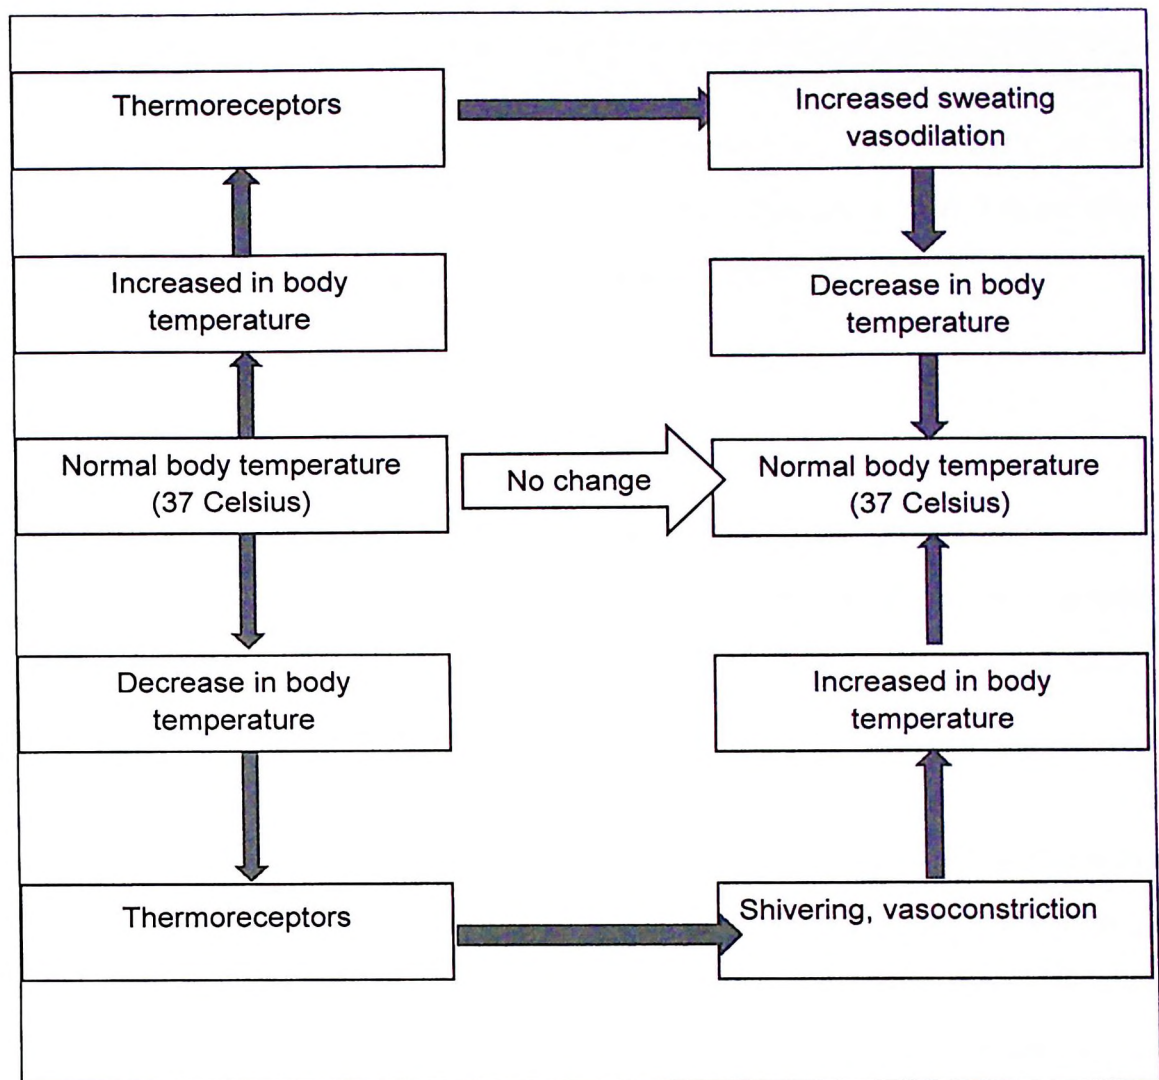 Thermoreceptors
Increased sweating
vasodilation
Increased in body
temperature
Decrease in body
temperature
Normal body temperature
(37 Celsius)
No change
Normal body temperature
(37 Celsius)
Decrease in body
temperature
Increased in body
temperature
Thermoreceptors
Shivering, vasoconstriction